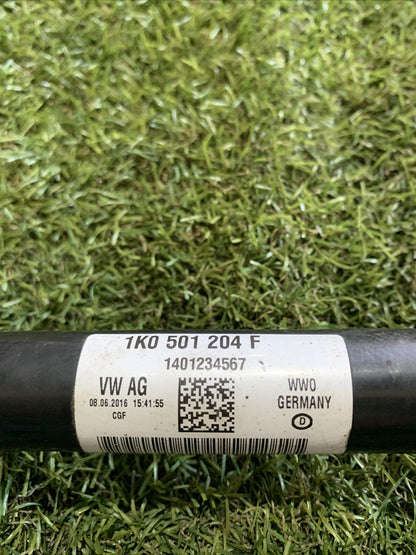 1K0 501 204 F
1401234567
VW AG
08.06.2016 15:41:55
CGF
WWO
GERMANY
D